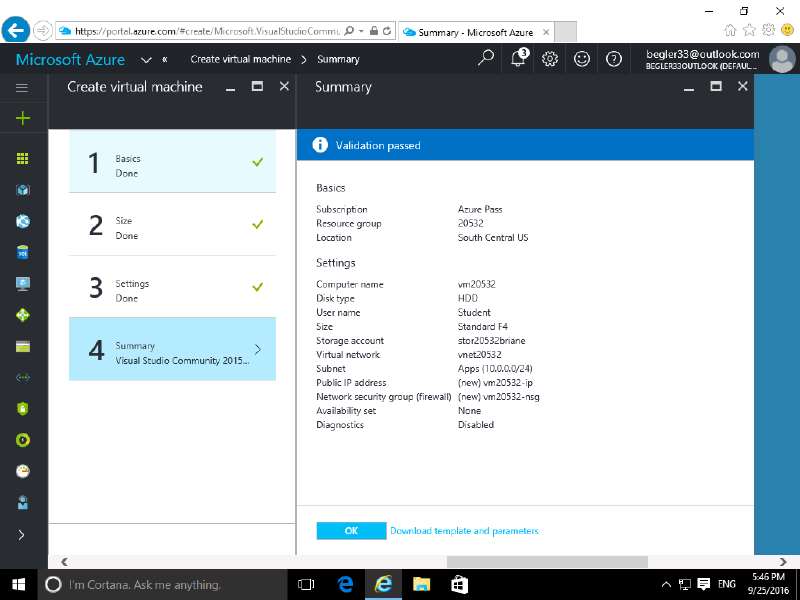 https://portal.azure.com/#create/Microsoft.VisualStudioCommu
Summary - Microsoft Azure
Microsoft Azure
Create virtual machine
Summary
3
begler33@outlook.com
BEGLER33OUTLOOK (DEFAUL...
Create virtual machine
1
Basics
Done
2
Size
Done
3
Settings
Done
4
Summary
Visual Studio Community 2015...
Summary
Validation passed
Basics
Subscription Azure Pass
Resource group 20532
Location South Central US
Settings
Computer name vm20532
Disk type HDD
User name Student
Size Standard F4
Storage account stor20532briane
Virtual network vnet20532
Subnet Apps (10.0.0.0/24)
Public IP address (new) vm20532-ip
Network security group (firewall) (new) vm20532-nsg
Availability set None
Diagnostics Disabled
OK
Download template and parameters
I'm Cortana. Ask me anything.
ENG
5:46 PM
9/25/2016